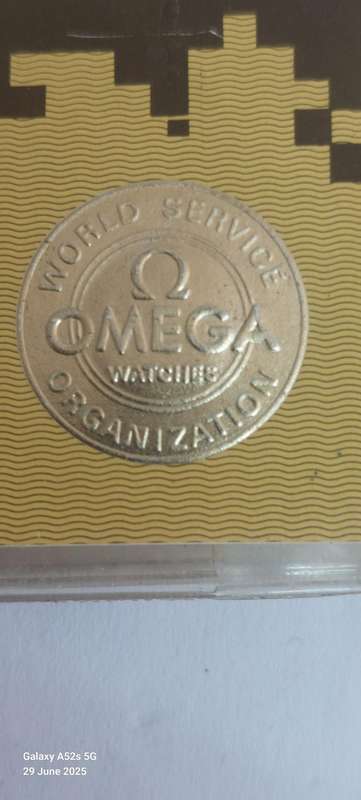 WORLD SERVICE
Ω
OMEGA
WATCHES
ORGANIZATION
Galaxy A52s 5G
29 June 2025